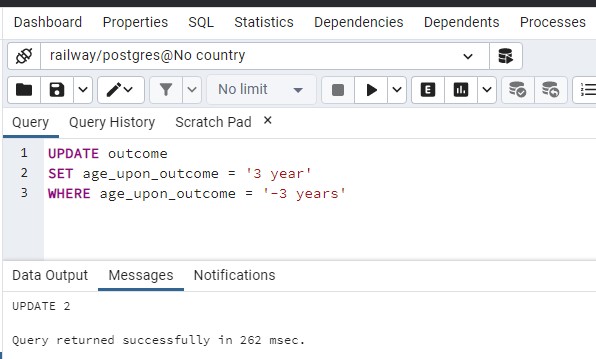 Dashboard Properties SQL Statistics Dependencies Dependents Processes
railway/postgres@No country
No limit
E
Query Query History Scratch Pad ×
1 UPDATE outcome
2 SET age_upon_outcome = '3 year'
3 WHERE age_upon_outcome = '-3 years'
Data Output Messages Notifications
UPDATE 2
Query returned successfully in 262 msec.